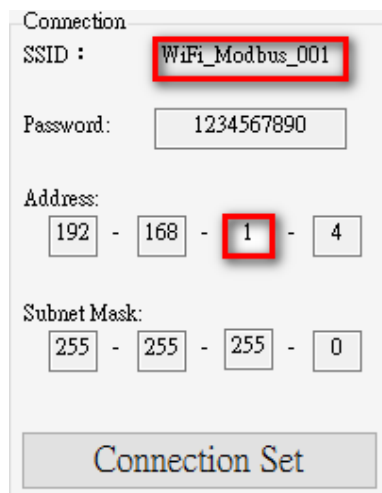 Connection
SSID： WiFi_Modbus_001
Password: 1234567890
Address:
192 - 168 - 1 - 4
Subnet Mask:
255 - 255 - 255 - 0
Connection Set